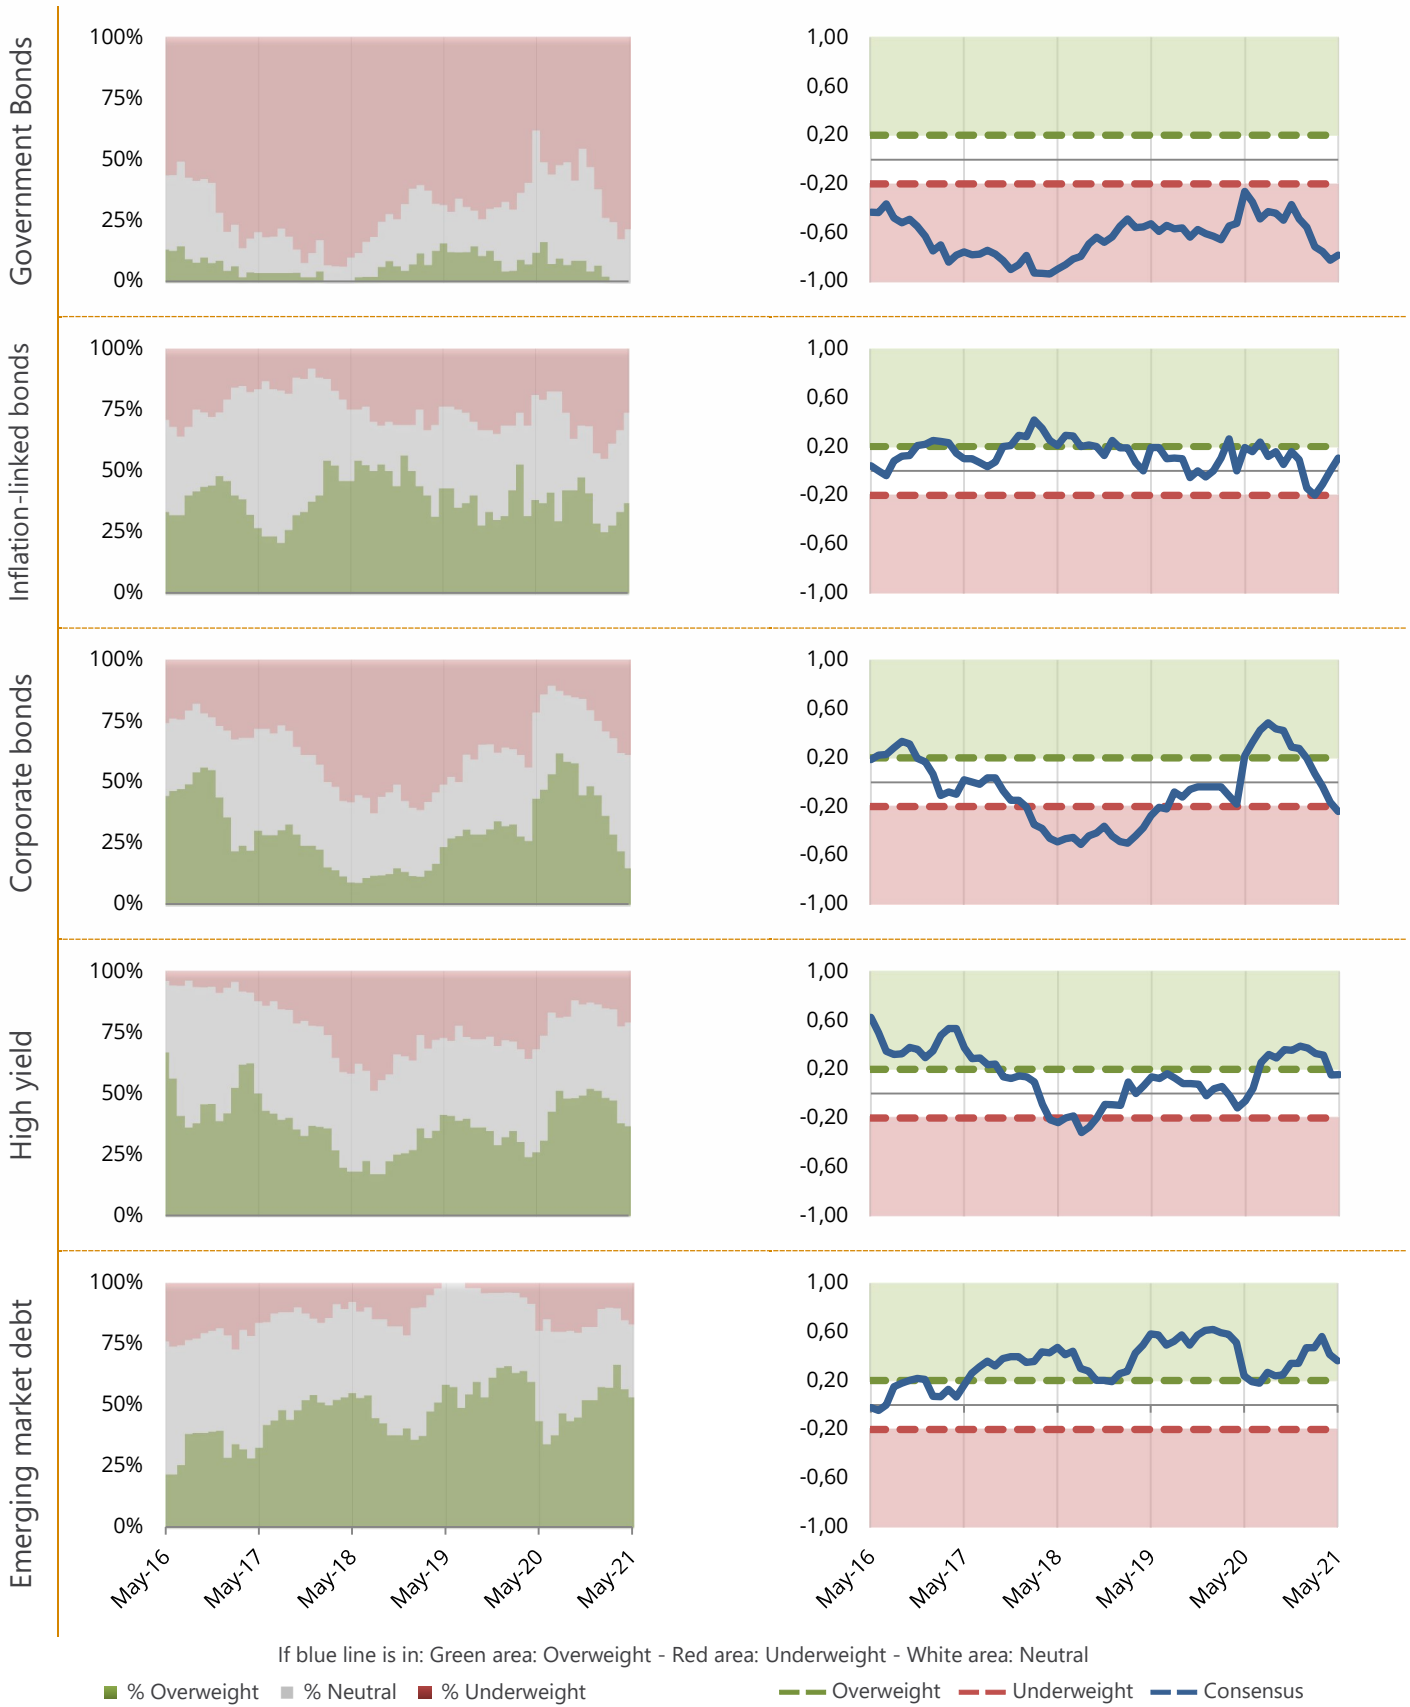 Government Bonds
100%
75%
50%
25%
0%
1,00
0,60
0,20
-0,20
-0,60
-1,00
Inflation-linked bonds
100%
75%
50%
25%
0%
1,00
0,60
0,20
-0,20
-0,60
-1,00
Corporate bonds
100%
75%
50%
25%
0%
1,00
0,60
0,20
-0,20
-0,60
-1,00
High yield
100%
75%
50%
25%
0%
1,00
0,60
0,20
-0,20
-0,60
-1,00
Emerging market debt
100%
75%
50%
25%
0%
May-16
May-17
May-18
May-19
May-20
May-21
1,00
0,60
0,20
-0,20
-0,60
-1,00
May-16
May-17
May-18
May-19
May-20
May-21
If blue line is in: Green area: Overweight - Red area: Underweight - White area: Neutral
% Overweight % Neutral % Underweight
Overweight Underweight Consensus